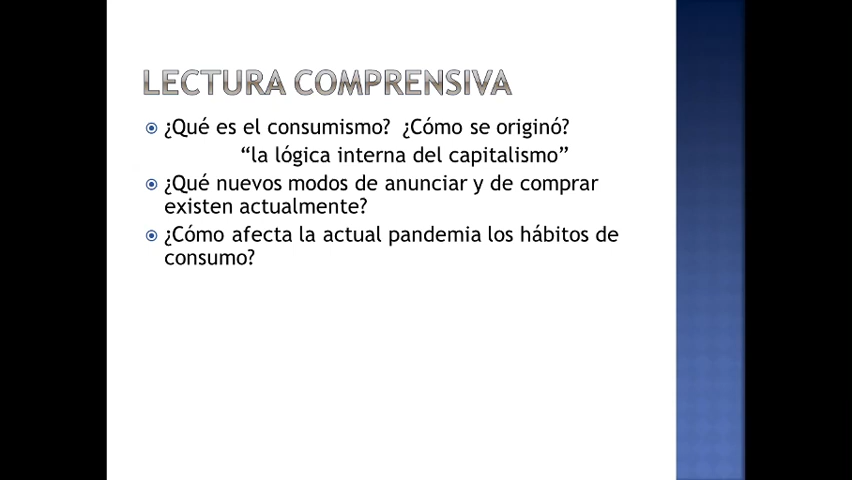 LECTURA COMPRENSIVA
¿Qué es el consumismo? ¿Cómo se originó?
“la lógica interna del capitalismo”
¿Qué nuevos modos de anunciar y de comprar
existen actualmente?
¿Cómo afecta la actual pandemia los hábitos de
consumo?